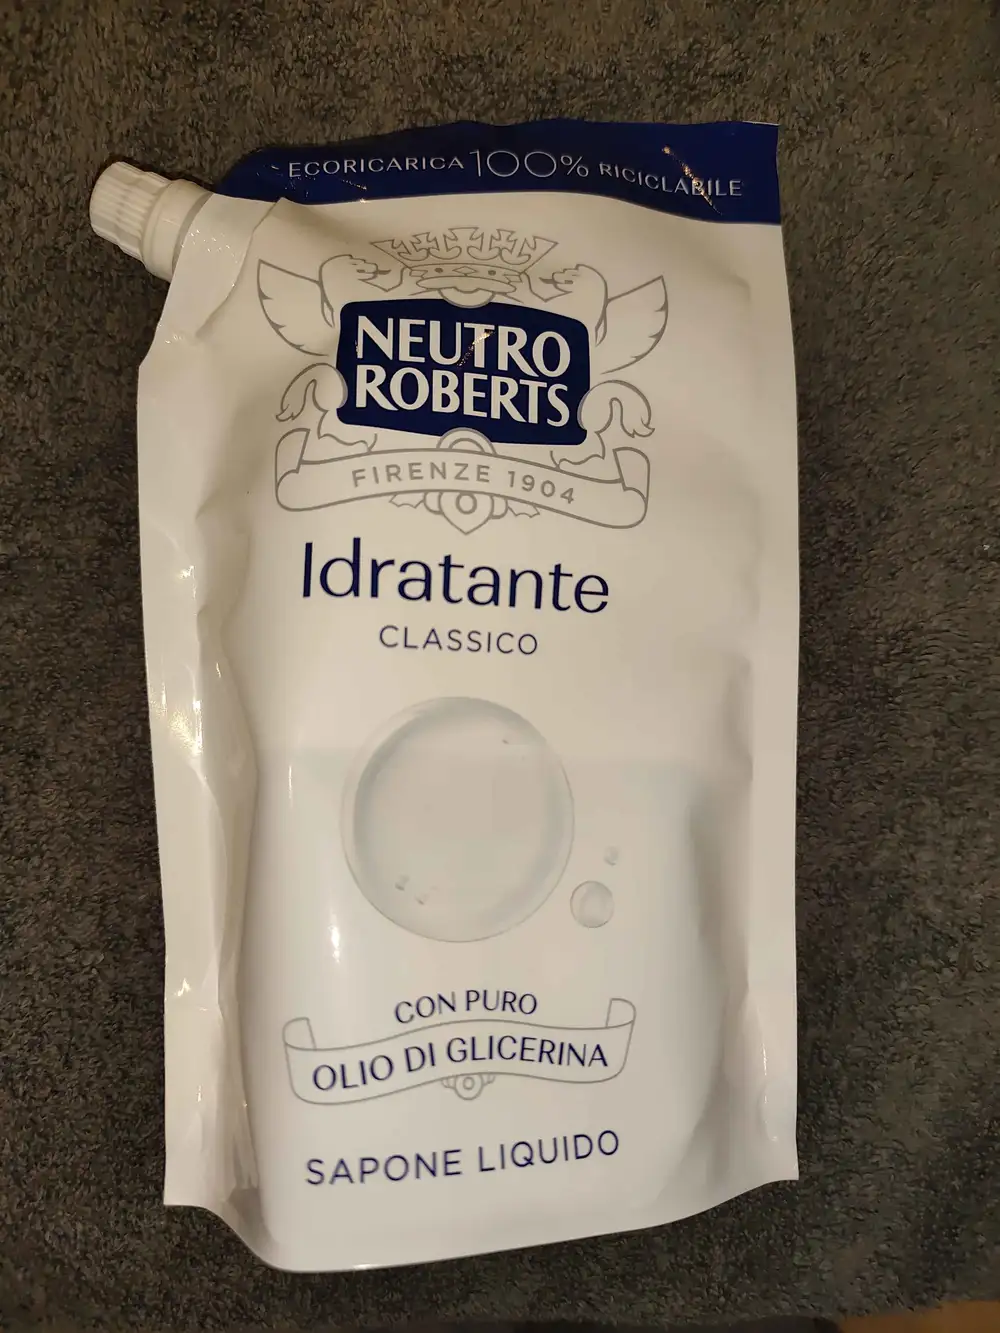 ECORICARICA 100% RICICLABILE
NEUTRO
ROBERTS
FIRENZE 1904
Idratante
CLASSICO
CON PURO
OLIO DI GLICERINA
SAPONE LIQUIDO